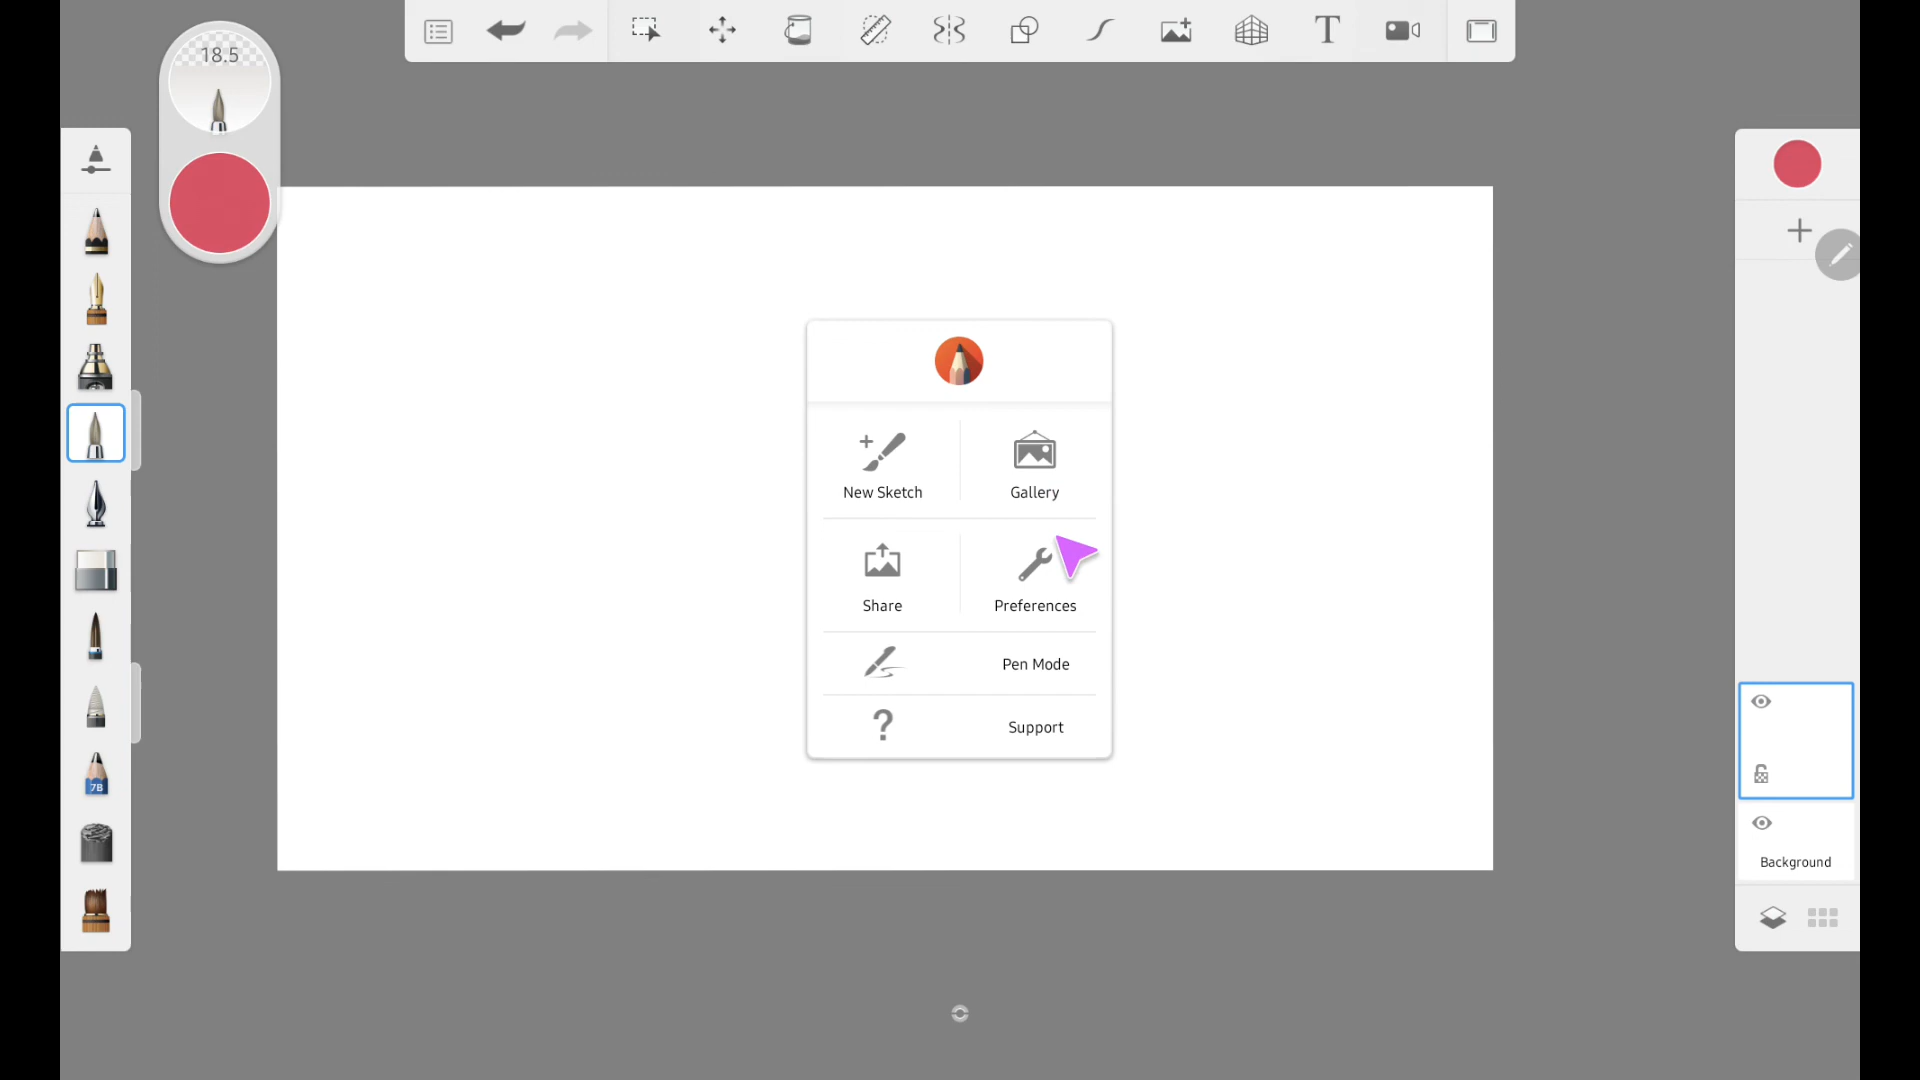 18.5
New Sketch
Gallery
Share
Preferences
Pen Mode
Support
7B
Background